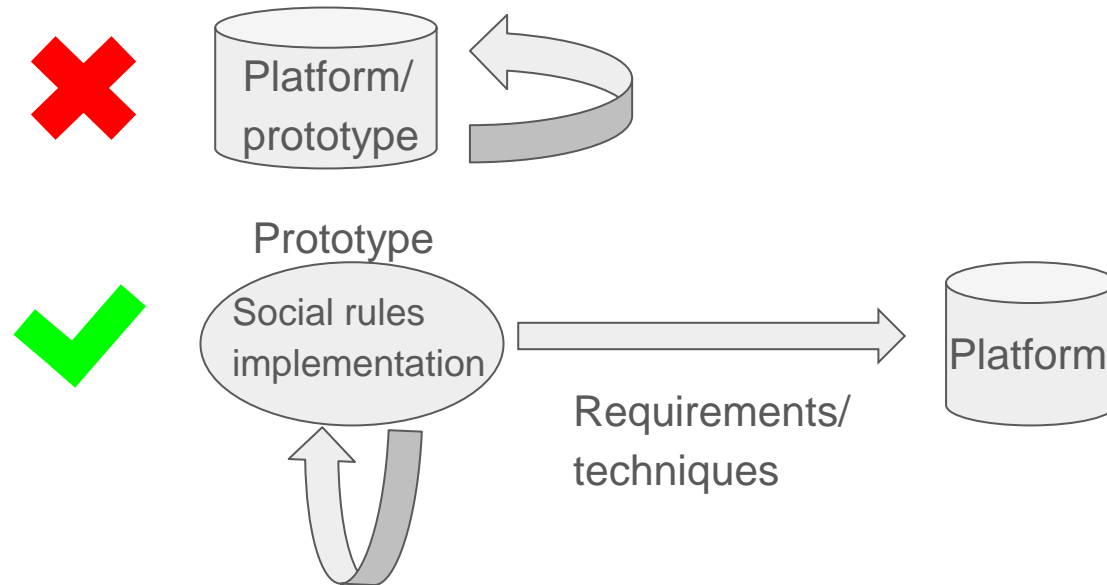 Platform/
prototype
Prototype
Social rules
implementation
Requirements/
techniques
Platform